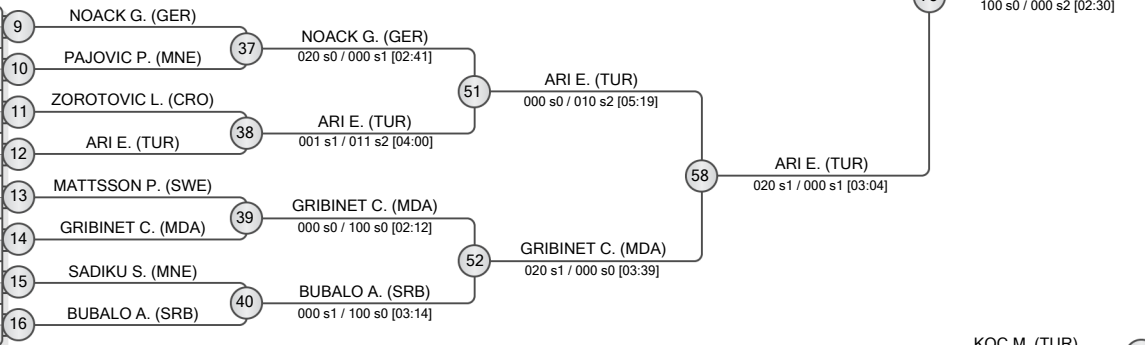 100 s0 / 000 s2 [02:30]
9
NOACK G. (GER)
10
PAJOVIC P. (MNE)
11
ZOROTOVIC L. (CRO)
12
ARI E. (TUR)
13
MATTSSON P. (SWE)
14
GRIBINET C. (MDA)
15
SADIKU S. (MNE)
16
BUBALO A. (SRB)
37
NOACK G. (GER)
020 s0 / 000 s1 [02:41]
38
ARI E. (TUR)
001 s1 / 011 s2 [04:00]
39
GRIBINET C. (MDA)
000 s0 / 100 s0 [02:12]
40
BUBALO A. (SRB)
000 s1 / 100 s0 [03:14]
51
ARI E. (TUR)
000 s0 / 010 s2 [05:19]
52
GRIBINET C. (MDA)
020 s1 / 000 s0 [03:39]
58
ARI E. (TUR)
020 s1 / 000 s1 [03:04]
KOC M. (TUR)